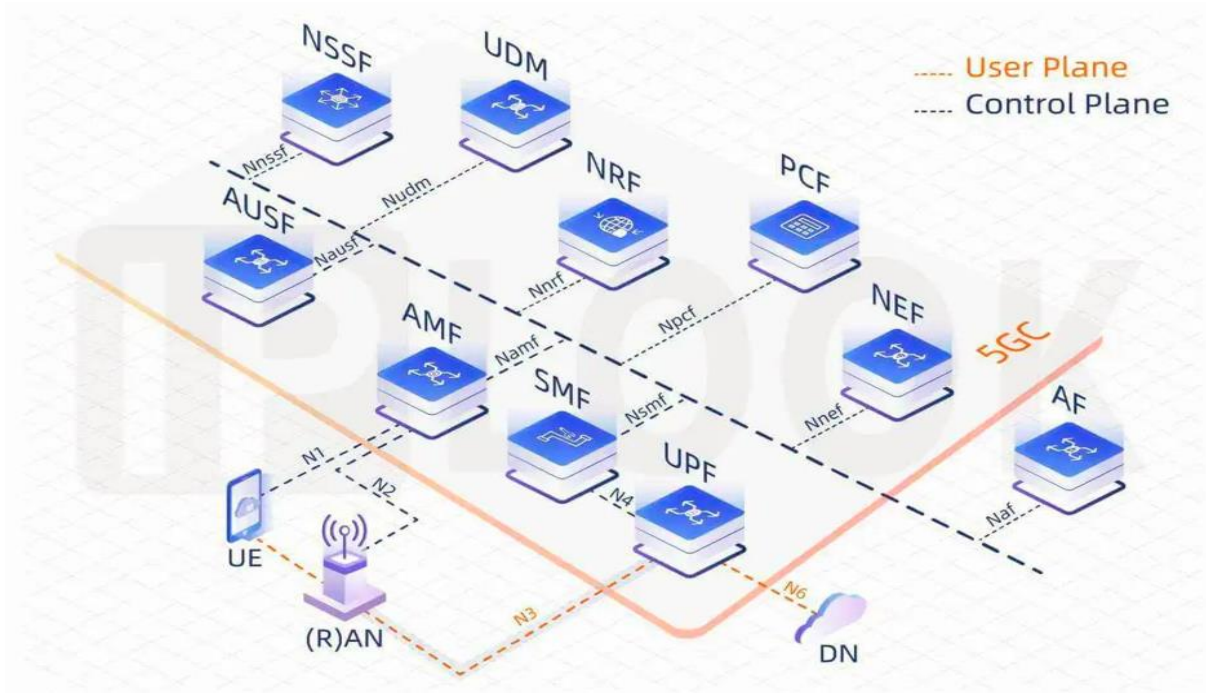 NSSF
UDM
User Plane
Control Plane
Nnssf
Nudm
NRF
PCF
AUSF
Nausf
Nnrf
Npcf
NEF
5GC
AMF
Namf
SMF
Nsmf
Nnef
AF
UPF
N1
N2
N4
Naf
UE
N3
N6
(R)AN
DN
IPLOOK